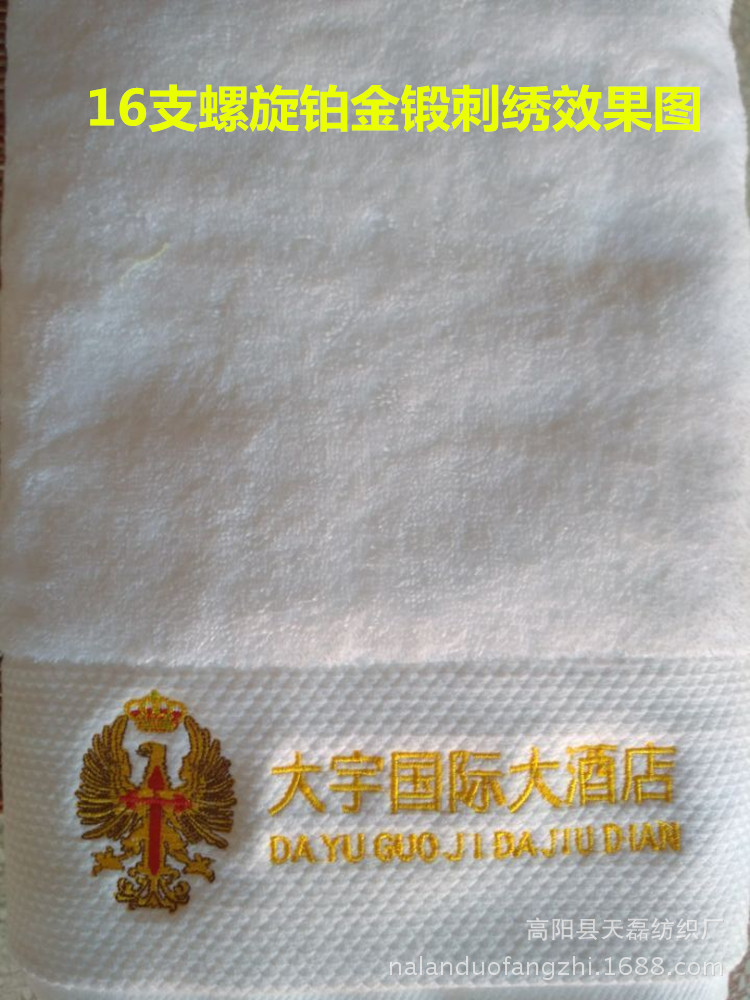 16支螺旋铂金锻刺绣效果图
大宇国际大酒店
DA YU GUO JI DA JIU DIAN
高阳县天磊纺织厂
nalanduofangzhi.1688.com